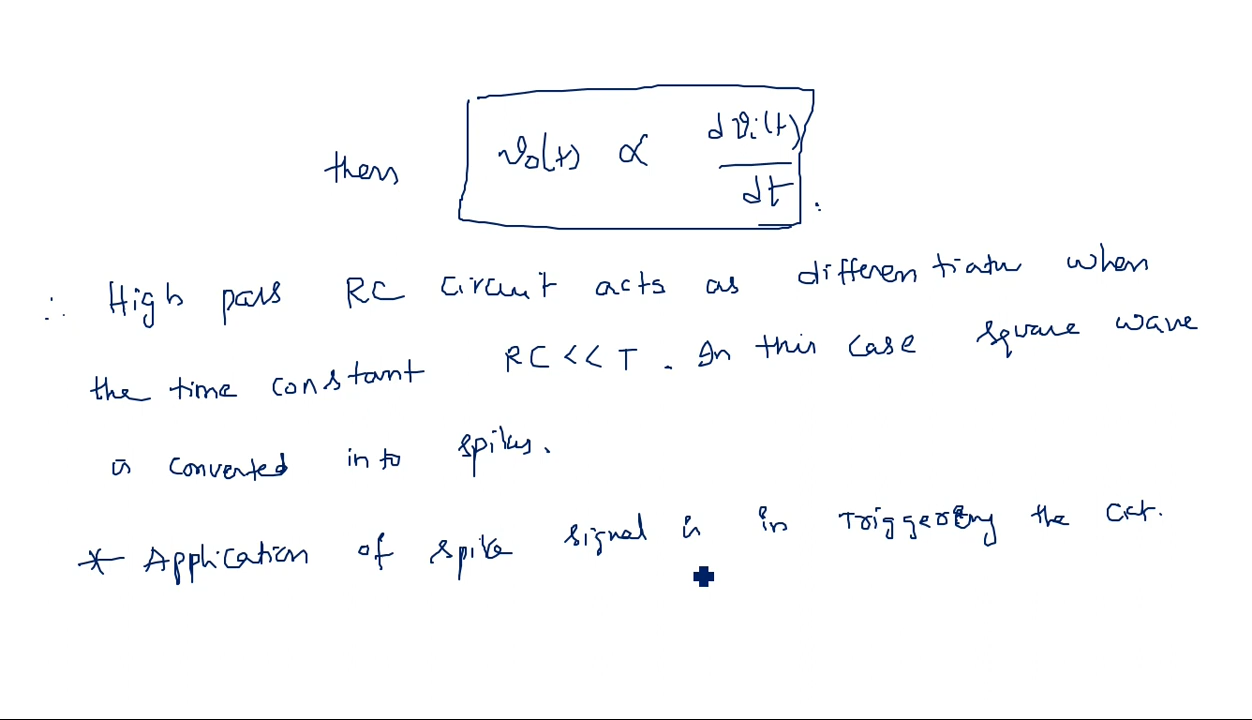 then v₀(t) ∝ dvi(t)/dt .
∴ High pass RC circuit acts as differentiator when
the time constant RC << T . In this case square wave
is converted into spikes.
* Application of spike signal is in Triggering the ckt.